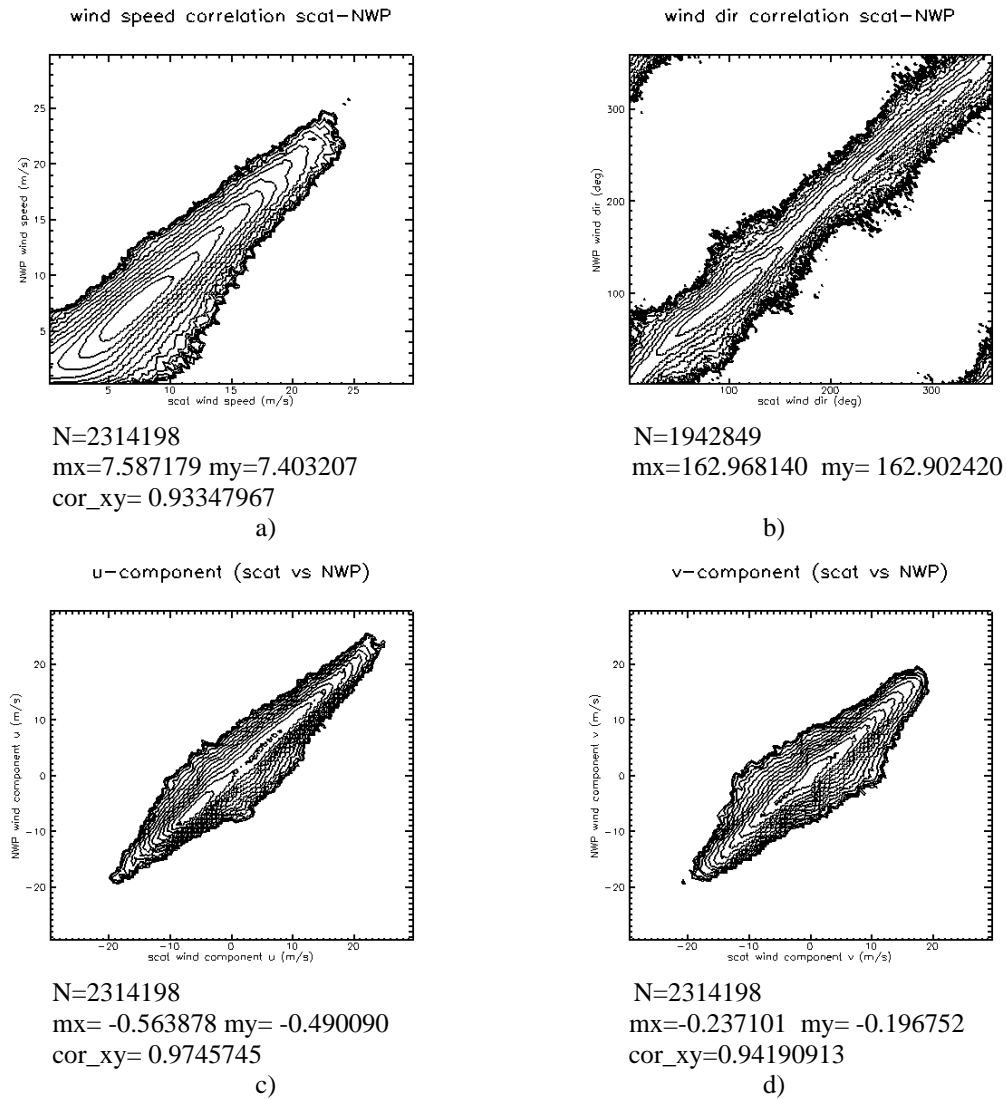 wind speed correlation scat-NWP
NWP wind speed (m/s)
25
20
15
10
5
5 10 15 20 25
scat wind speed (m/s)
N=2314198
mx=7.587179 my=7.403207
cor_xy= 0.93347967
a)
wind dir correlation scat-NWP
NWP wind dir (deg)
300
200
100
100 200 300
scat wind dir (deg)
N=1942849
mx=162.968140 my= 162.902420
b)
u-component (scat vs NWP)
NWP wind component u (m/s)
20
10
0
-10
-20
-20 -10 0 10 20
scat wind component u (m/s)
N=2314198
mx= -0.563878 my= -0.490090
cor_xy= 0.9745745
c)
v-component (scat vs NWP)
NWP wind component v (m/s)
20
10
0
-10
-20
-20 -10 0 10 20
scat wind component v (m/s)
N=2314198
mx=-0.237101 my= -0.196752
cor_xy=0.94190913
d)